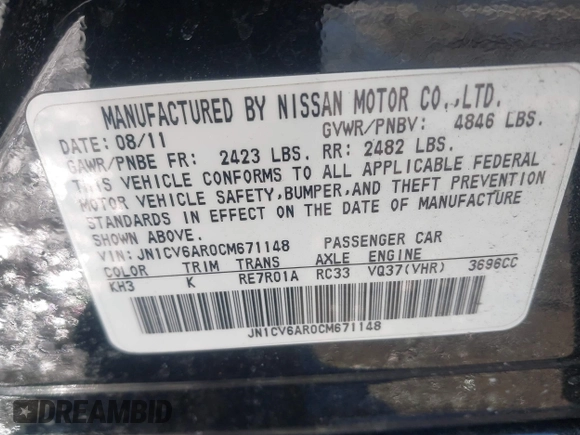 MANUFACTURED BY NISSAN MOTOR CO.,LTD.
DATE: 08/11 GVWR/PNBV: 4846 LBS.
GAWR/PNBE FR: 2423 LBS. RR: 2482 LBS.
THIS VEHICLE CONFORMS TO ALL APPLICABLE FEDERAL
MOTOR VEHICLE SAFETY,BUMPER,AND THEFT PREVENTION
STANDARDS IN EFFECT ON THE DATE OF MANUFACTURE
SHOWN ABOVE.
VIN: JN1CV6AR0CM671148 PASSENGER CAR
COLOR TRIM TRANS AXLE ENGINE
KH3 K RE7R01A RC33 VQ37(VHR) 3696CC
JN1CV6AR0CM671148
DREAMBID